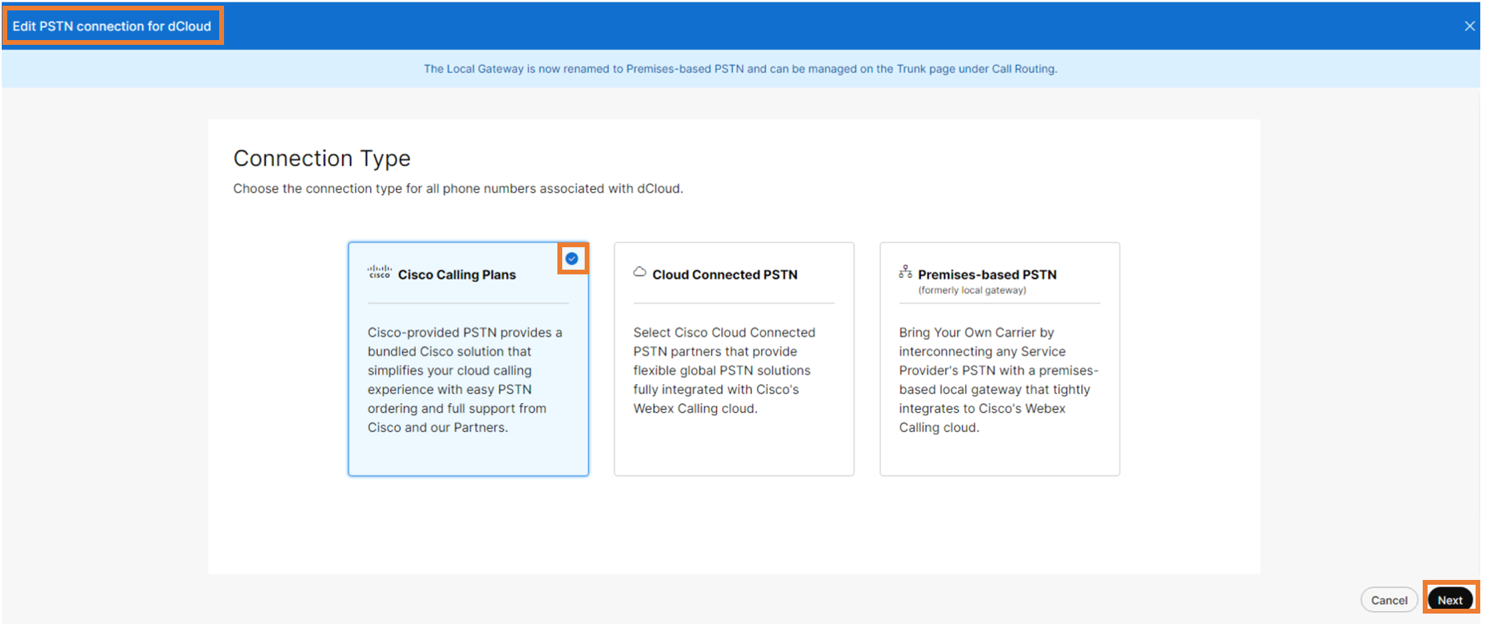 Edit PSTN connection for dCloud
The Local Gateway is now renamed to Premises-based PSTN and can be managed on the Trunk page under Call Routing.
Connection Type
Choose the connection type for all phone numbers associated with dCloud.
CISCO Cisco Calling Plans
Cisco-provided PSTN provides a
bundled Cisco solution that
simplifies your cloud calling
experience with easy PSTN
ordering and full support from
Cisco and our Partners.
Cloud Connected PSTN
Select Cisco Cloud Connected
PSTN partners that provide
flexible global PSTN solutions
fully integrated with Cisco's
Webex Calling cloud.
Premises-based PSTN
(formerly local gateway)
Bring Your Own Carrier by
interconnecting any Service
Provider's PSTN with a premises-
based local gateway that tightly
integrates to Cisco's Webex
Calling cloud.
Cancel
Next